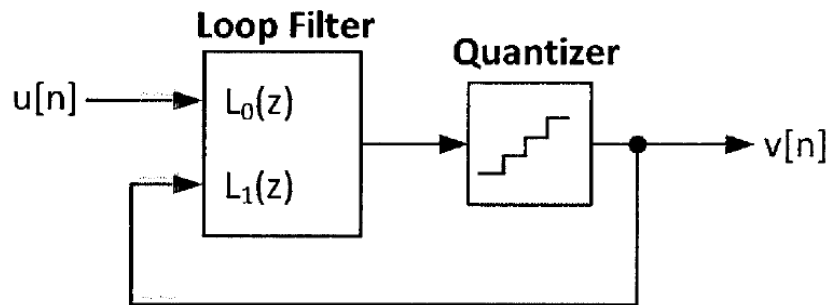 Loop Filter
Quantizer
u[n]
L₀(z)
L₁(z)
v[n]